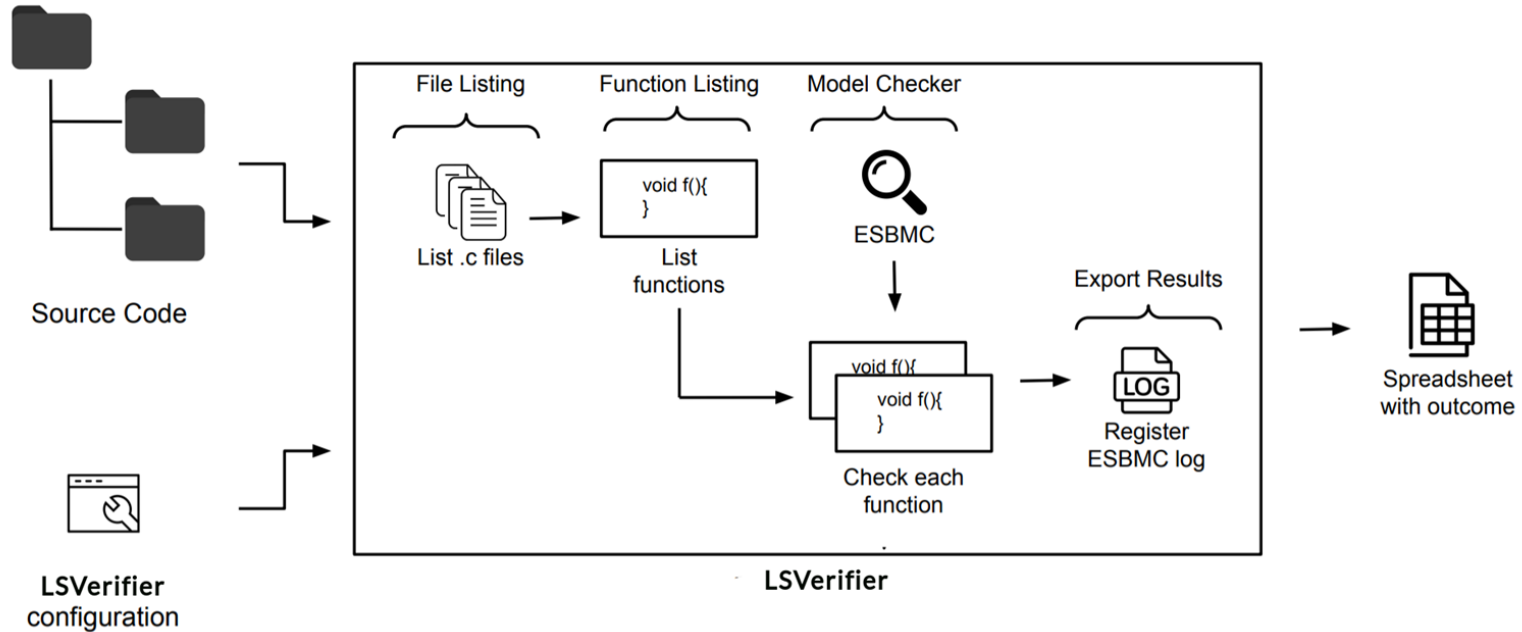 File Listing
Function Listing
Model Checker
void f(){
}
ESBMC
List .c files
List
functions
Source Code
Export Results
void f(){
void f(){
}
LOG
Register
ESBMC log
Check each
function
Spreadsheet
with outcome
LSVerifier
configuration
LSVerifier